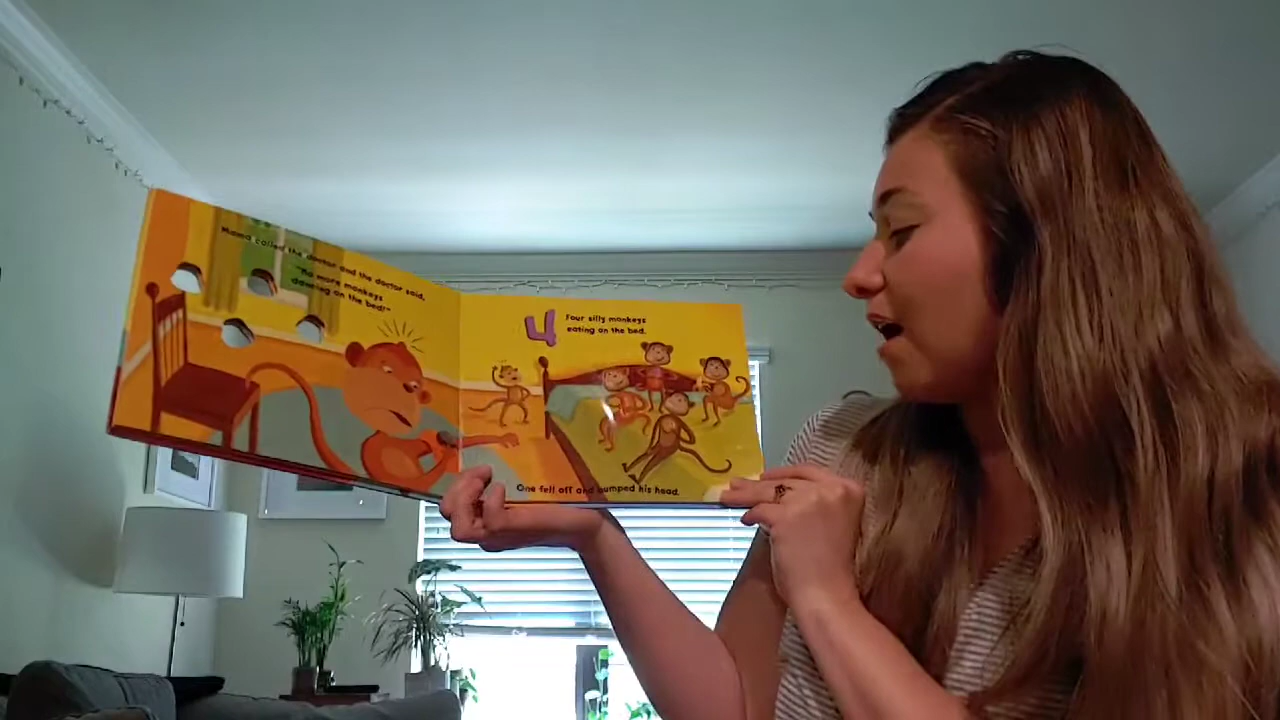 Mama called the doctor and the doctor said,
"No more monkeys
dancing on the bed!"
4
Four silly monkeys
eating on the bed.
One fell off and bumped his head.